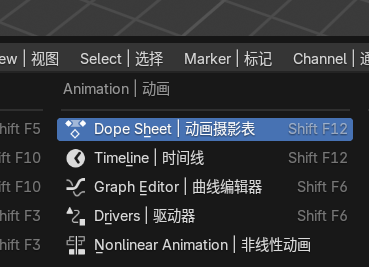 ew | 视图 Select | 选择 Marker | 标记 Channel | 通
Animation | 动画
hift F5 Dope Sheet | 动画摄影表 Shift F12
ft F10 Timeline | 时间线 Shift F12
ft F10 Graph Editor | 曲线编辑器 Shift F6
hift F3 Drivers | 驱动器 Shift F6
hift F3 Nonlinear Animation | 非线性动画